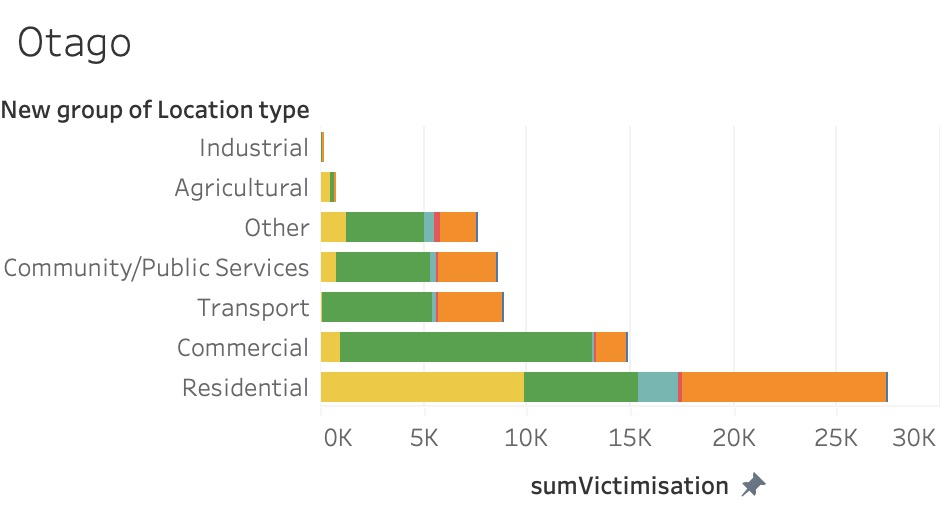 Otago
New group of Location type
Industrial
Agricultural
Other
Community/Public Services
Transport
Commercial
Residential
0K 5K 10K 15K 20K 25K 30K
sumVictimisation